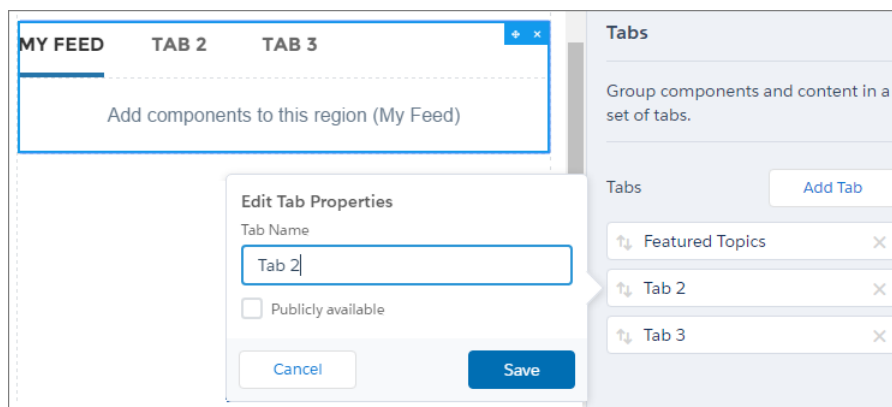 MY FEED TAB 2 TAB 3
Add components to this region (My Feed)
Edit Tab Properties
Tab Name
Tab 2
Publicly available
Cancel Save
Tabs
Group components and content in a
set of tabs.
Tabs Add Tab
Featured Topics
Tab 2
Tab 3